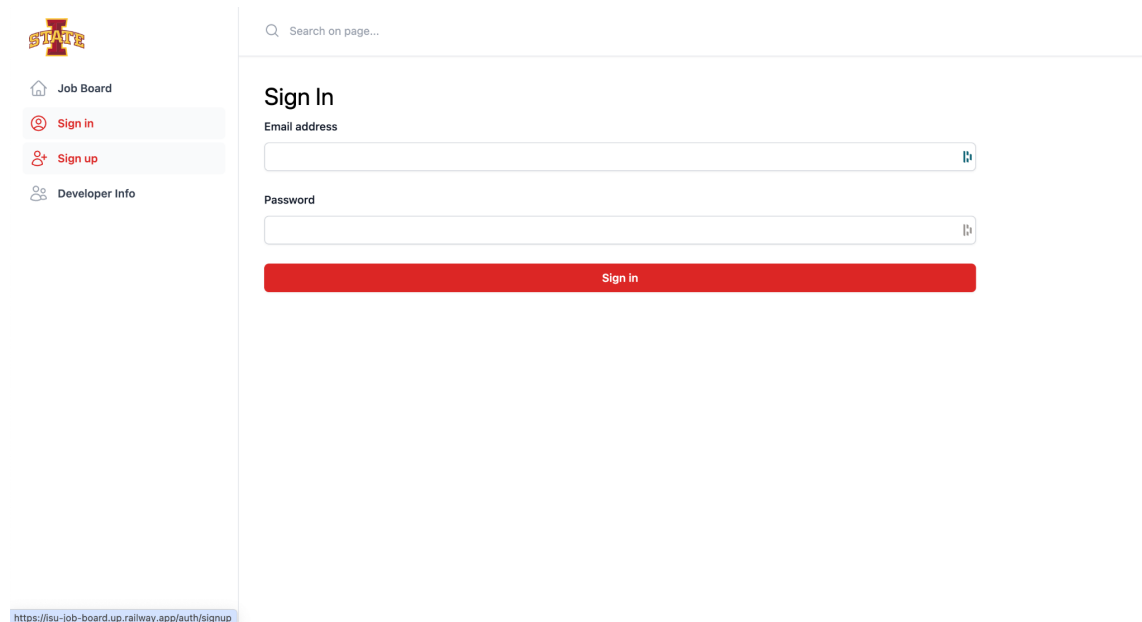 STATE
Search on page...
Job Board
Sign in
Sign up
Developer Info
Sign In
Email address
Password
Sign in
https://isu-job-board.up.railway.app/auth/signup